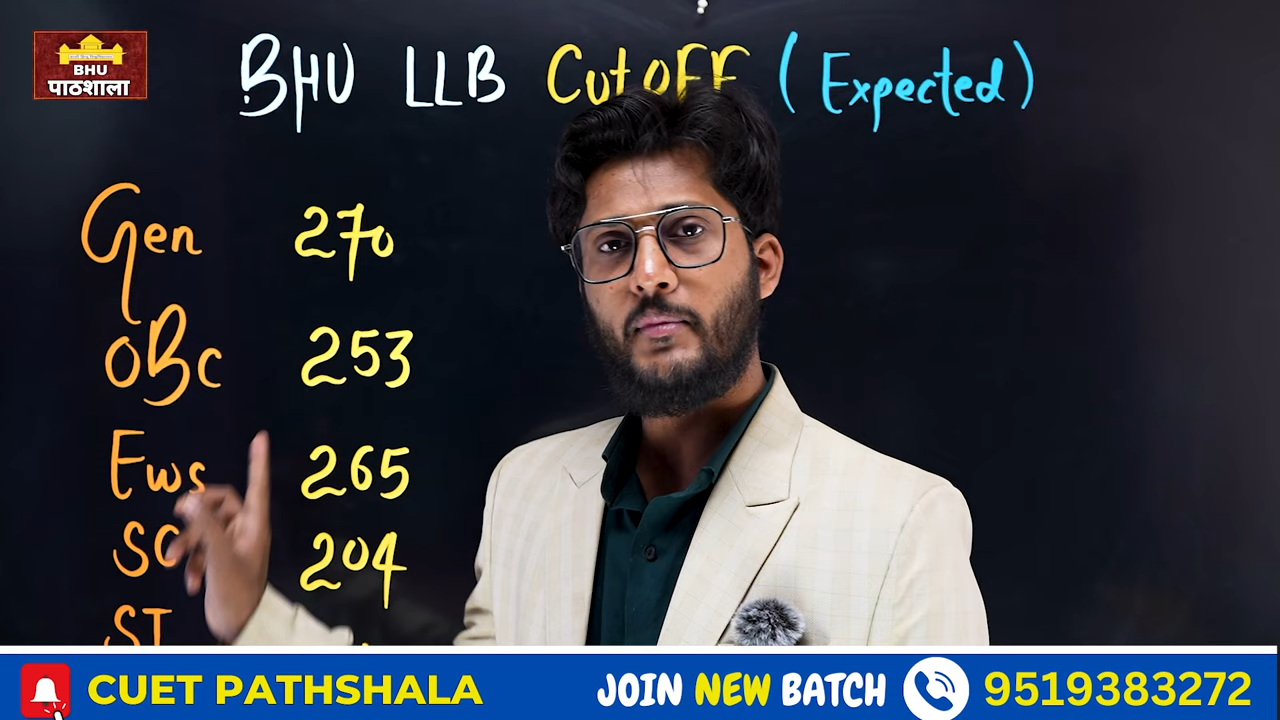 BHU
पाठशाला
BHU LLB CutOFF (Expected)
Gen 270
OBC 253
Ews 265
SC 204
ST
CUET PATHSHALA
JOIN NEW BATCH
9519383272